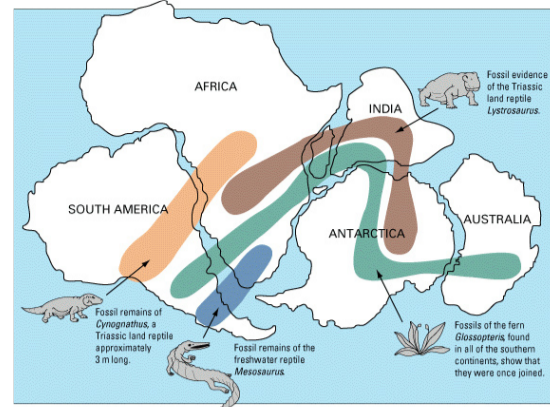 AFRICA
INDIA
Fossil evidence
of the Triassic
land reptile
Lystrosaurus.
SOUTH AMERICA
ANTARCTICA
AUSTRALIA
Fossil remains of
Cynognathus, a
Triassic land reptile
approximately
3 m long.
Fossil remains of the
freshwater reptile
Mesosaurus.
Fossils of the fern
Glossopteris, found
in all of the southern
continents, show that
they were once joined.